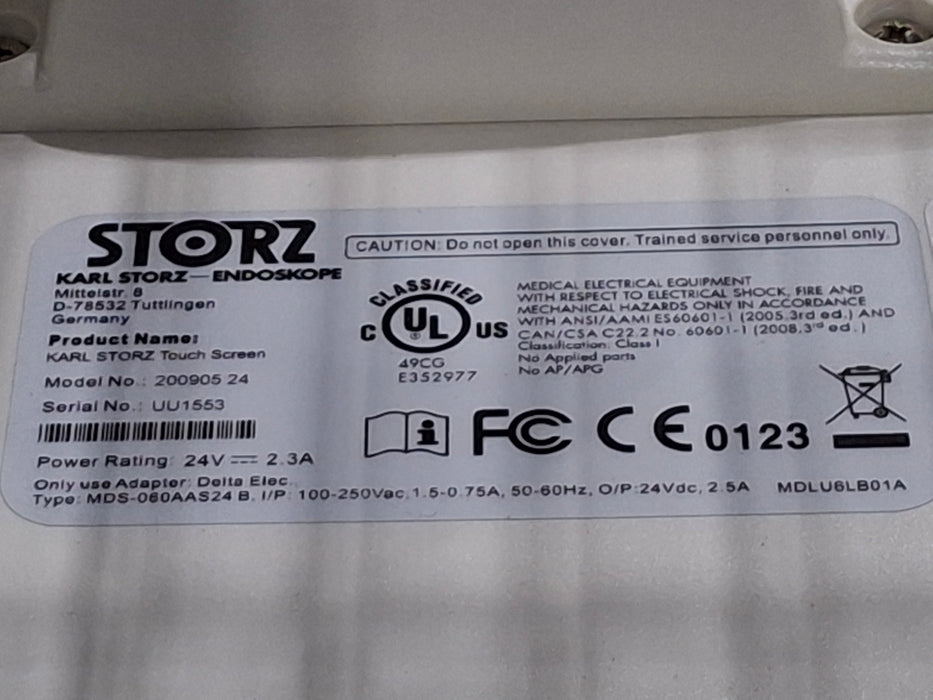 STORZ
KARL STORZ—ENDOSKOPE
Mittelstr. 8
D-78532 Tuttlingen
Germany
Product Name:
KARL STORZ Touch Screen
Model No.: 200905 24
Serial No.: UU1553
Power Rating: 24V ⎓ 2.3A
Only use Adapter: Delta Elec.
Type: MDS-060AAS24 B, I/P: 100-250Vac, 1.5-0.75A, 50-60Hz, O/P:24Vdc, 2.5A MDLU6LB01A
CAUTION: Do not open this cover. Trained service personnel only.
CLASSIFIED
C UL ® US
49CG
E352977
MEDICAL ELECTRICAL EQUIPMENT
WITH RESPECT TO ELECTRICAL SHOCK, FIRE AND
MECHANICAL HAZARDS ONLY IN ACCORDANCE
WITH ANSI/AAMI ES60601-1 (2005.3rd ed.) AND
CAN/CSA C22.2 No. 60601-1 (2008.3rd ed.)
Classification: Class I
No Applied parts
No AP/APG
i FC CE 0123